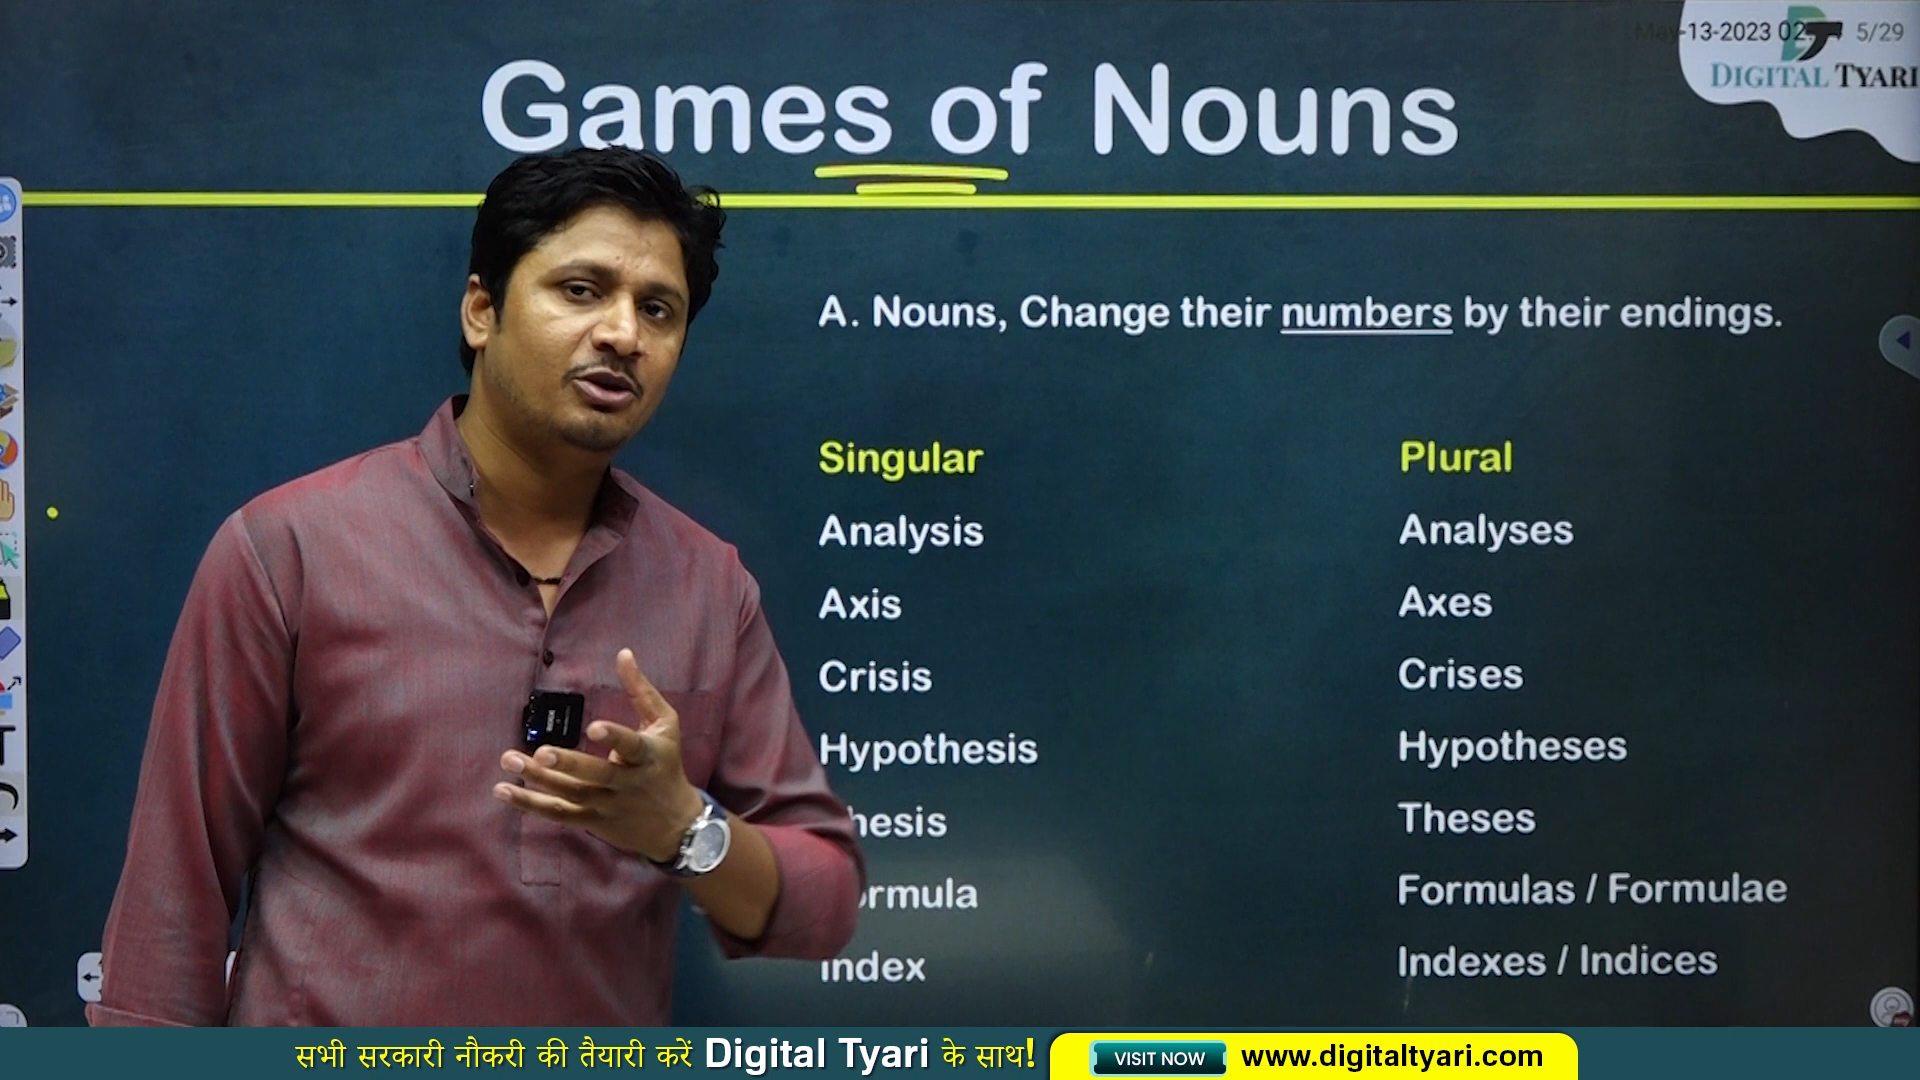 -13-2023 02 5/29
DIGITAL TYARI
Games of Nouns
A. Nouns, Change their numbers by their endings.
Singular Plural
Analysis Analyses
Axis Axes
Crisis Crises
Hypothesis Hypotheses
hesis Theses
rmula Formulas / Formulae
Index Indexes / Indices
सभी सरकारी नौकरी की तैयारी करें Digital Tyari के साथ!
VISIT NOW www.digitaltyari.com